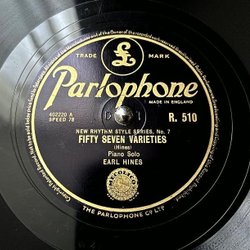 TRADE MARK
Parlophone
MADE IN ENGLAND
402220 A
SPEED 78
R. 510
NEW RHYTHM STYLE SERIES, No. 7
FIFTY SEVEN VARIETIES
(Hines)
Piano Solo
EARL HINES
THE PARLOPHONE CO LTD